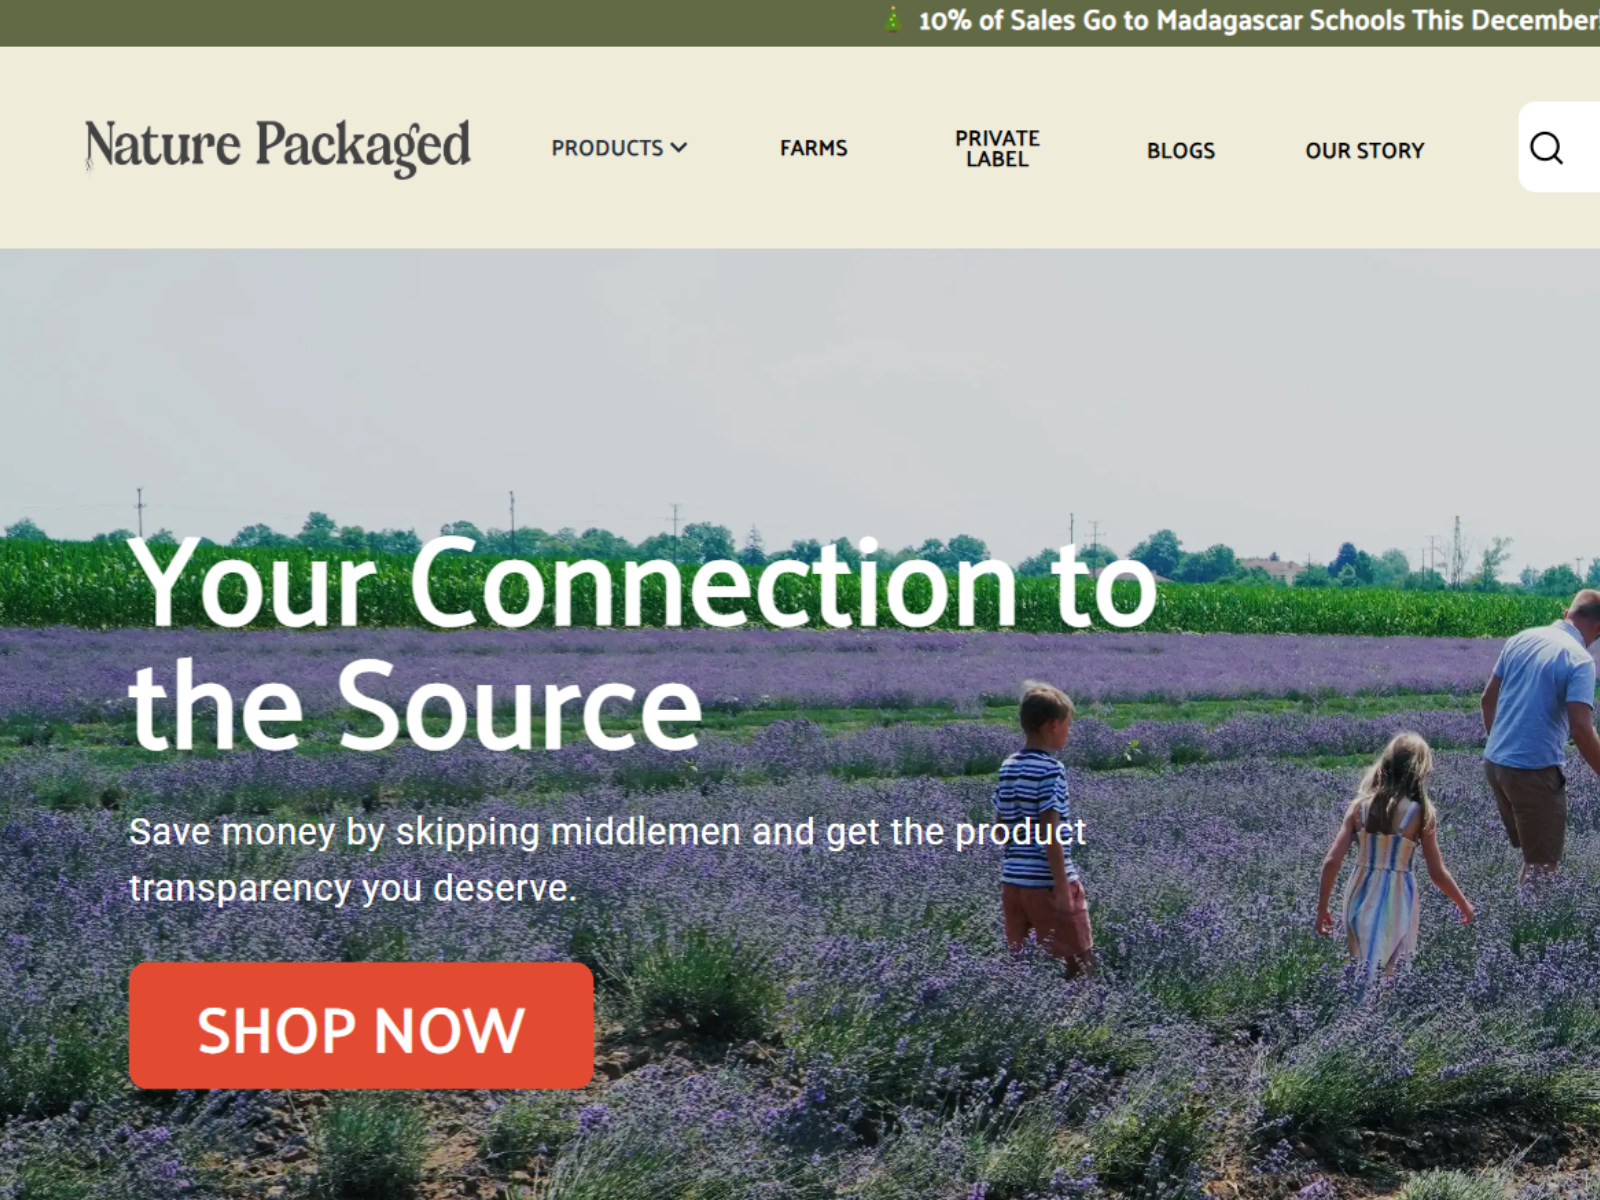 10% of Sales Go to Madagascar Schools This December!
Nature Packaged
PRODUCTS
FARMS
PRIVATE
LABEL
BLOGS
OUR STORY
Your Connection to
the Source
Save money by skipping middlemen and get the product
transparency you deserve.
SHOP NOW